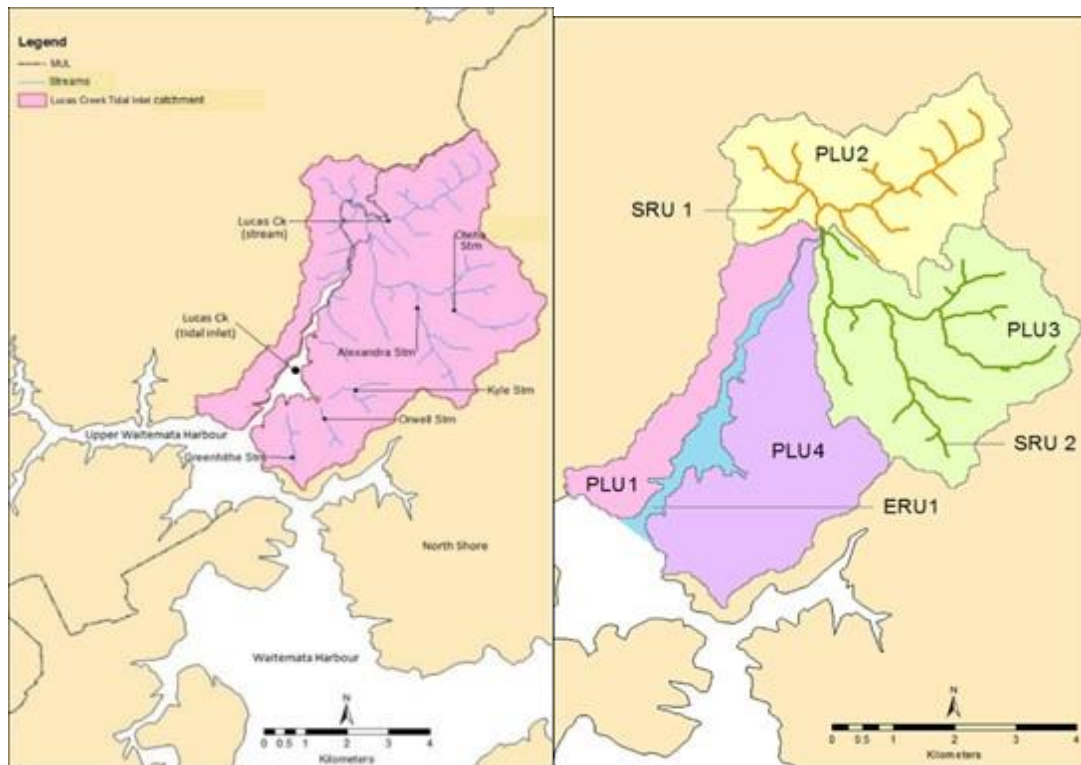 Legend
MUL
Streams
Lucas Creek Tidal Inlet catchment
Lucas Ck
(stream)
Oteha
Stm
Lucas Ck
(tidal inlet)
Alexandra Stm
Kyle Stm
Orwell Stm
Upper Waitemata Harbour
Greenhithe Stm
North Shore
Waitemata Harbour
N
0 0.5 1 2 3 4
Kilometers
PLU2
SRU 1
PLU3
SRU 2
PLU4
PLU1
ERU1
N
0 0.5 1 2 3 4
Kilometers